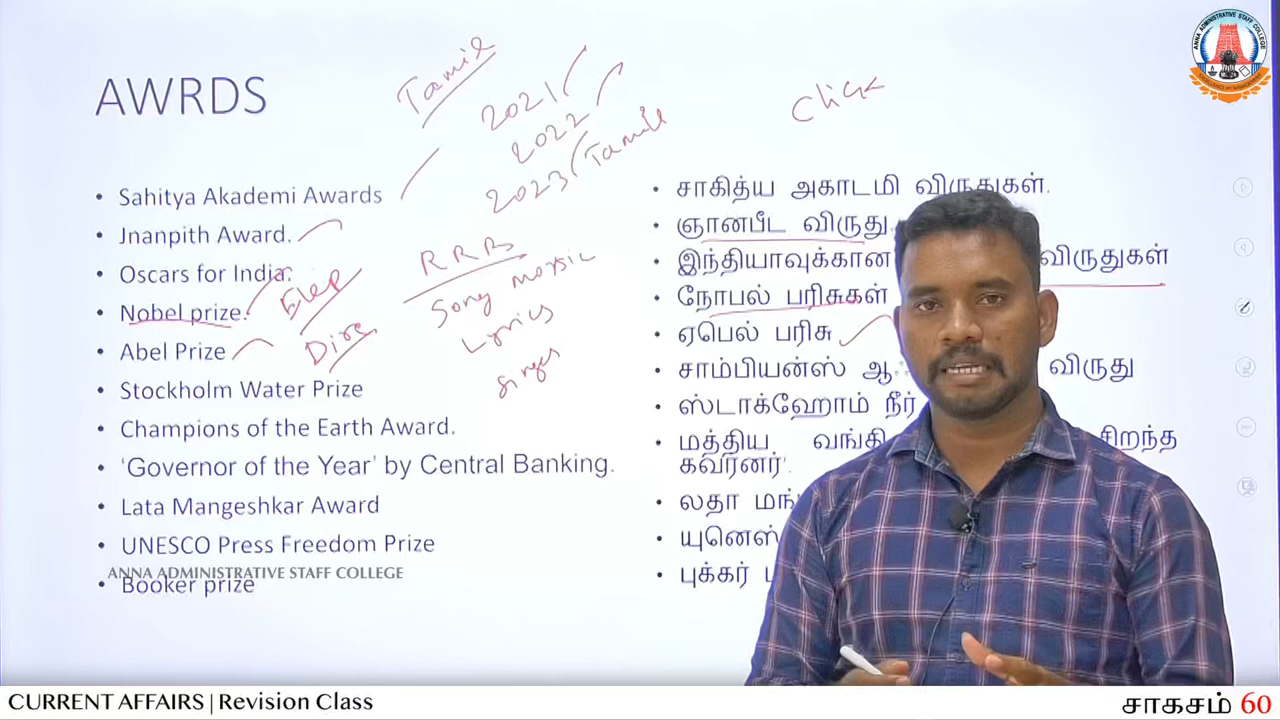 ANNA ADMINISTRATIVE STAFF COLLEGE
AWRDS
Tamil
2021
2022
2023
Tamil
Click
• Sahitya Akademi Awards
• Jnanpith Award.
• Oscars for India.
• Nobel prize.
• Abel Prize
• Stockholm Water Prize
• Champions of the Earth Award.
• ‘Governor of the Year’ by Central Banking.
• Lata Mangeshkar Award
• UNESCO Press Freedom Prize
ANNA ADMINISTRATIVE STAFF COLLEGE
• Booker prize
Elep
Dire
RRR
Song
Lyrics
Singer
• சாகித்ய அகாடமி விருதுகள்.
• ஞானபீட விருது
• இந்தியாவுக்கான விருதுகள்
• நோபல் பரிசுகள்
• ஏபெல் பரிசு
• சாம்பியன்ஸ் விருது
• ஸ்டாக்ஹோம் நீர்
• மத்திய வங்கி சிறந்த
கவர்னர்'.
• லதா
•
• புக்கர்
CURRENT AFFAIRS | Revision Class
சாகசம் 60